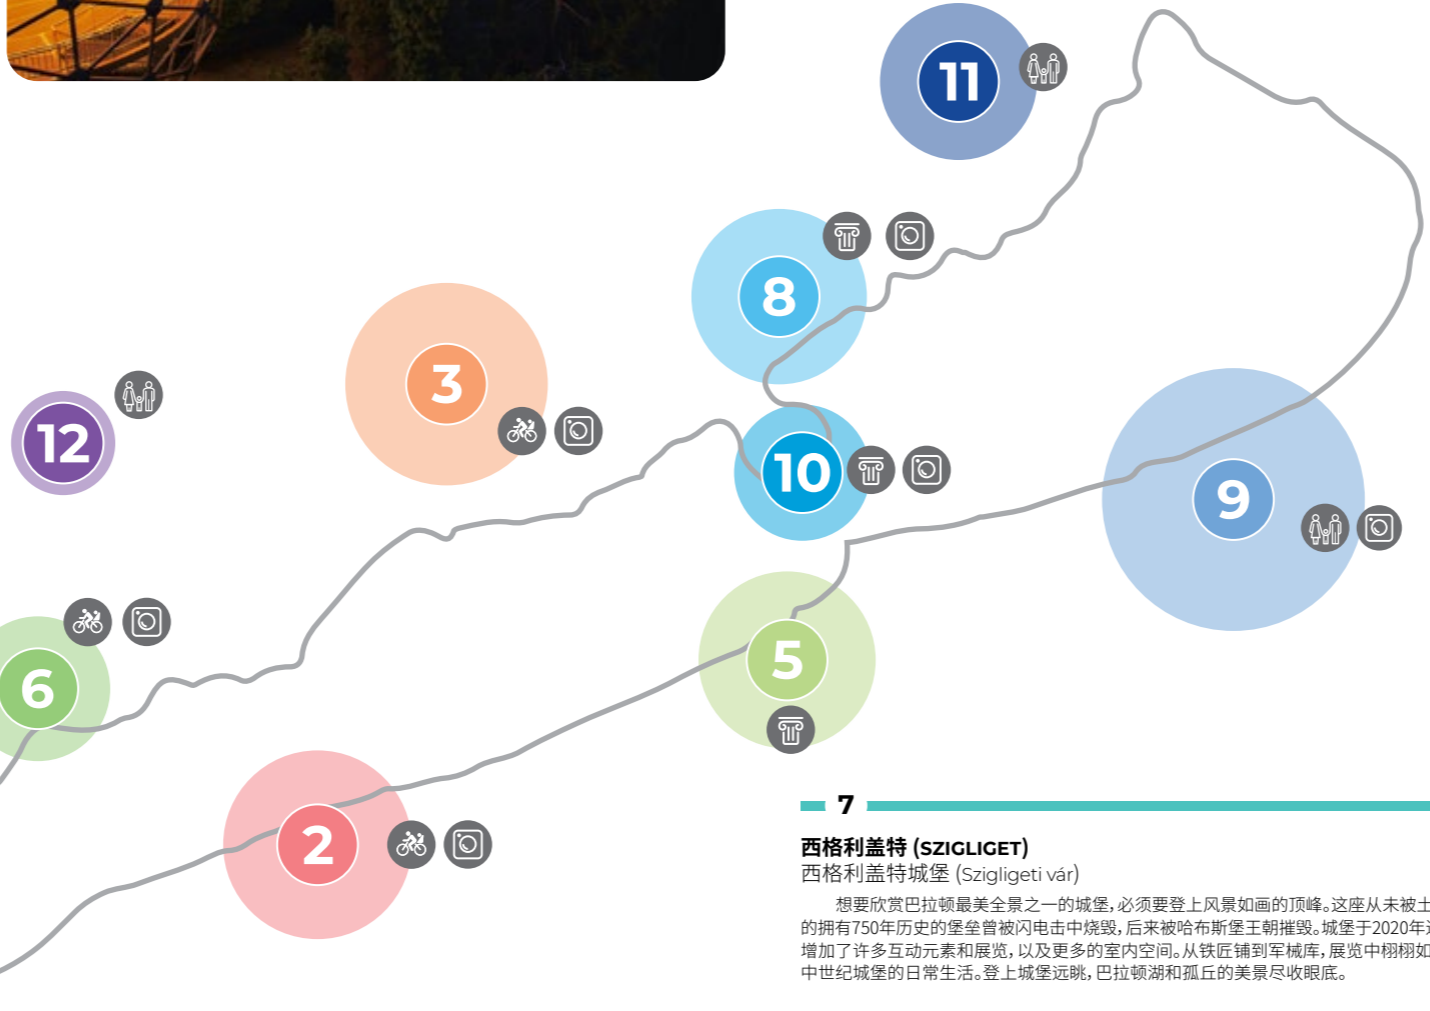 11
8
3
12
10
9
6
5
2
7
西格利盖特 (SZIGLIGET)
西格利盖特城堡 (Szigligeti vár)
想要欣赏巴拉顿最美全景之一的城堡，必须要登上风景如画的顶峰。这座从未被土
的拥有750年历史的堡垒曾被闪电击中烧毁，后来被哈布斯堡王朝摧毁。城堡于2020年
增加了许多互动元素和展览，以及更多的室内空间。从铁匠铺到军械库，展览中栩栩如
中世纪城堡的日常生活。登上城堡远眺，巴拉顿湖和孤丘的美景尽收眼底。